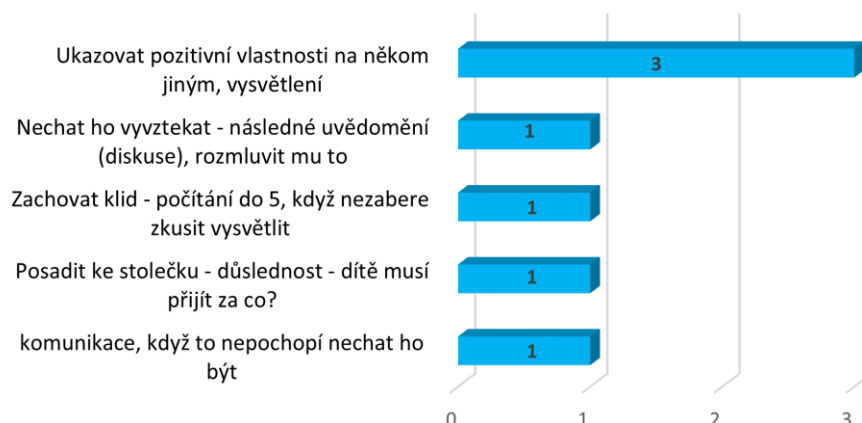 Ukazovat pozitivní vlastnosti na někom
jiným, vysvětlení
3
Nechat ho vyvztekat - následné uvědomění
(diskuse), rozmluvit mu to
1
Zachovat klid - počítání do 5, když nezabere
zkusit vysvětlit
1
Posadit ke stolečku - důslednost - dítě musí
přijít za co?
1
komunikace, když to nepochopí nechat ho
být
1
0 1 2 3